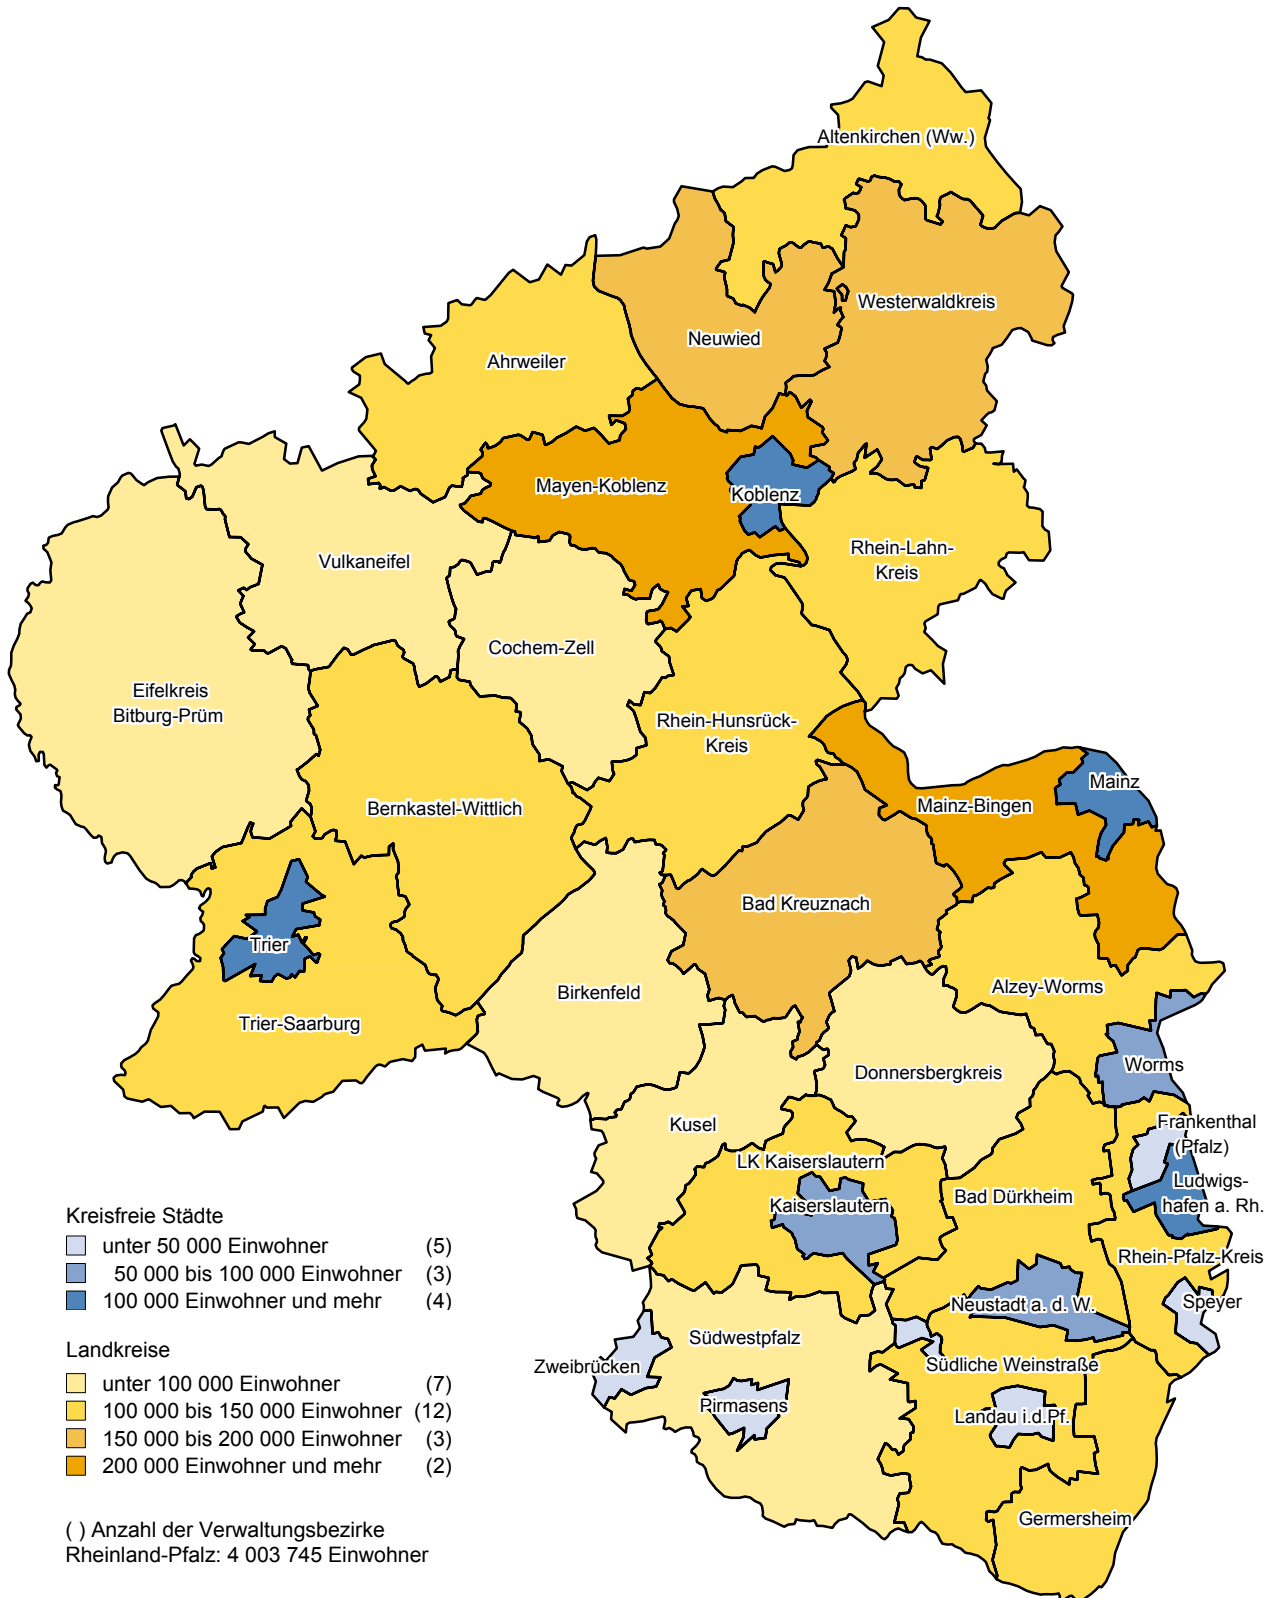 Altenkirchen (Ww.)
Westerwaldkreis
Neuwied
Ahrweiler
Mayen-Koblenz
Koblenz
Rhein-Lahn-
Kreis
Vulkaneifel
Cochem-Zell
Eifelkreis
Bitburg-Prüm
Rhein-Hunsrück-
Kreis
Mainz
Mainz-Bingen
Bernkastel-Wittlich
Bad Kreuznach
Trier
Alzey-Worms
Birkenfeld
Trier-Saarburg
Worms
Donnersbergkreis
Kusel
Frankenthal
(Pfalz)
LK Kaiserslautern
Ludwigs-
hafen a. Rh.
Bad Dürkheim
Kaiserslautern
Rhein-Pfalz-Kreis
Neustadt a. d. W.
Speyer
Südwestpfalz
Zweibrücken
Südliche Weinstraße
Pirmasens
Landau i.d.Pf.
Germersheim
Kreisfreie Städte
unter 50 000 Einwohner (5)
50 000 bis 100 000 Einwohner (3)
100 000 Einwohner und mehr (4)
Landkreise
unter 100 000 Einwohner (7)
100 000 bis 150 000 Einwohner (12)
150 000 bis 200 000 Einwohner (3)
200 000 Einwohner und mehr (2)
( ) Anzahl der Verwaltungsbezirke
Rheinland-Pfalz: 4 003 745 Einwohner